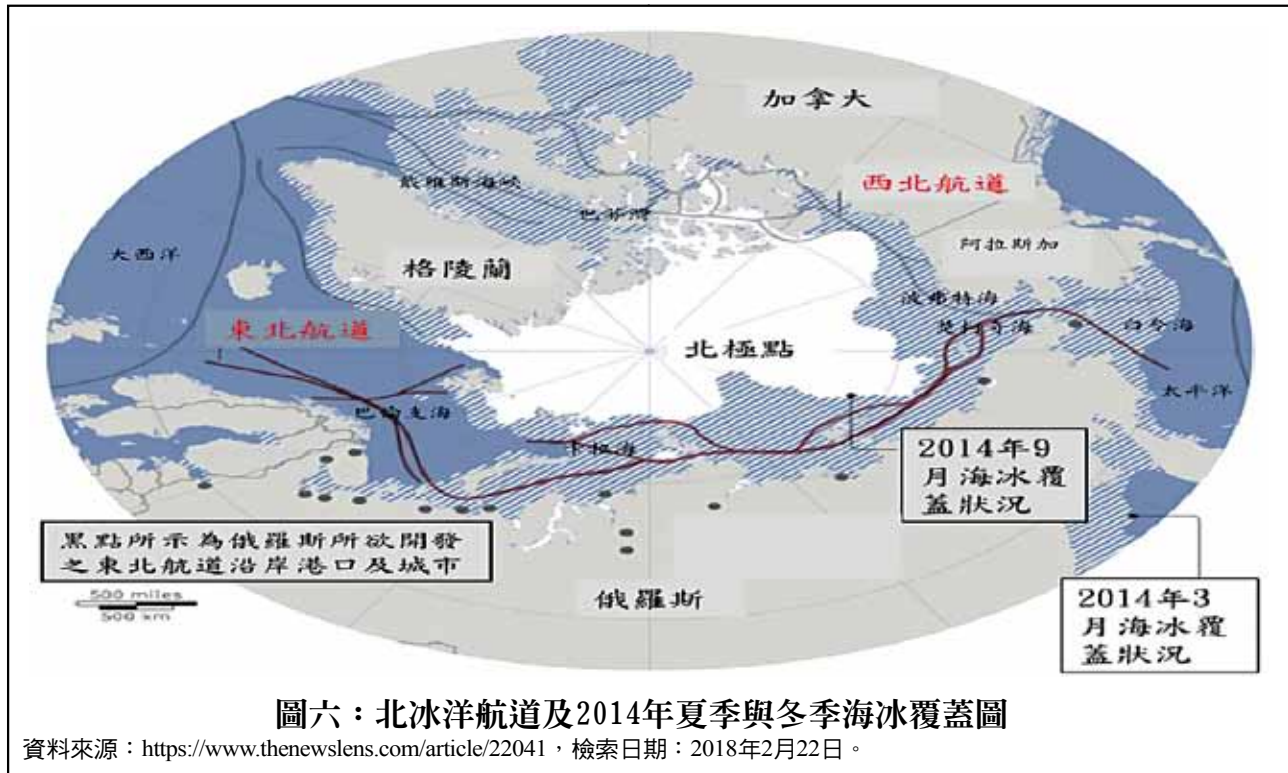 加拿大
戴維斯海峽
巴芬灣
西北航道
大西洋
格陵蘭
阿拉斯加
波弗特海
東北航道
楚科奇海
白令海
北極點
太平洋
巴倫支海
卡拉海
2014年9
月海冰覆
蓋狀況
黑點所示為俄羅斯所欲開發
之東北航道沿岸港口及城市
500 miles
500 km
俄羅斯
2014年3
月海冰覆
蓋狀況
圖六：北冰洋航道及2014年夏季與冬季海冰覆蓋圖
資料來源：https://www.thenewslens.com/article/22041，檢索日期：2018年2月22日。